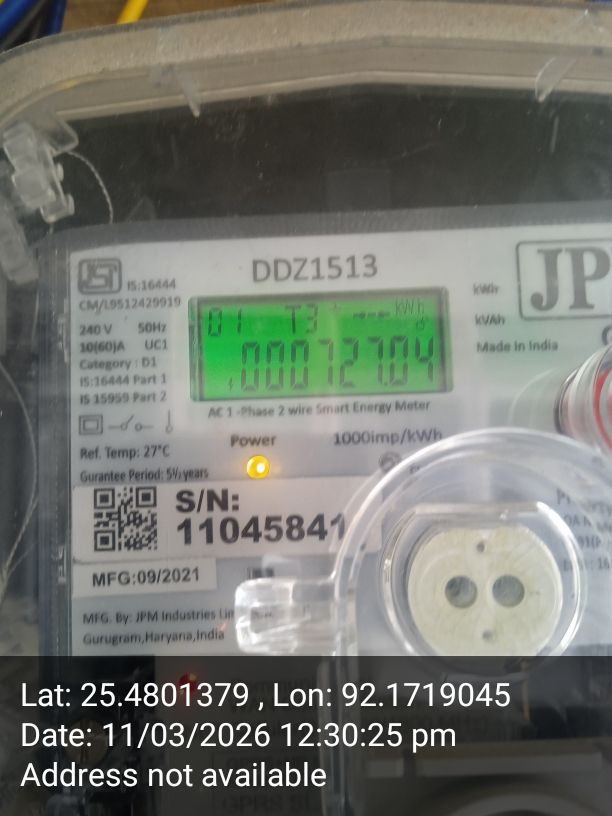 DDZ1513
IS:16444
CM/L9512429919
240 V 50Hz
10(60)A UC1
Category : D1
IS:16444 Part 1
IS 15959 Part 2
01 T3 kWh
000727.04
kWh
kVAh
Made in India
JP
AC 1 -Phase 2 wire Smart Energy Meter
Power 1000imp/kWh
Ref. Temp: 27°C
Gurantee Period: 5½ years
S/N:
11045841
MFG:09/2021
MFG. By: JPM Industries
Gurugram,Haryana,India
Lat: 25.4801379 , Lon: 92.1719045
Date: 11/03/2026 12:30:25 pm
Address not available